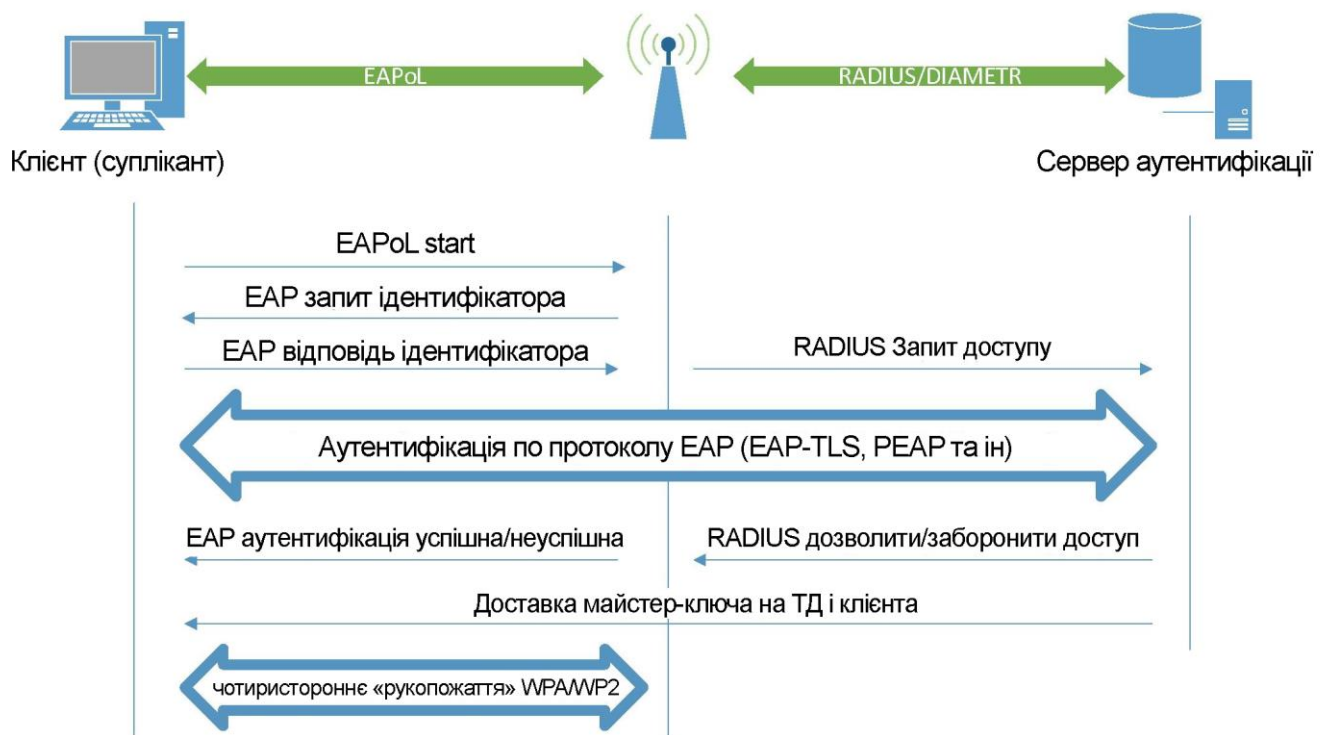 EAPoL
RADIUS/DIAMETR
Клієнт (суплікант)
Сервер аутентифікації
EAPoL start
EAP запит ідентифікатора
EAP відповідь ідентифікатора
RADIUS Запит доступу
Аутентифікація по протоколу EAP (EAP-TLS, PEAP та ін)
EAP аутентифікація успішна/неуспішна
RADIUS дозволити/заборонити доступ
Доставка майстер-ключа на ТД і клієнта
чотиристороннє «рукопожаття» WPA/WP2